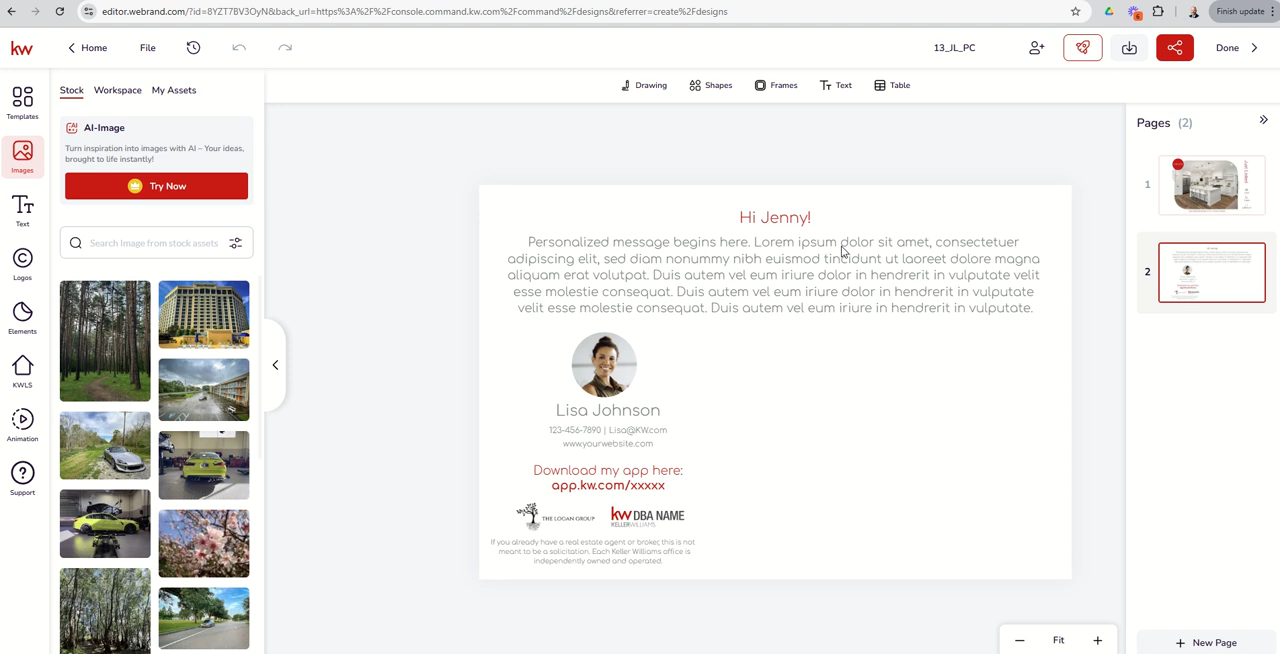 editor.webrand.com/?id=8YZT7BV3OyN&back_url=https%3A%2F%2Fconsole.command.kw.com%2Fcommand%2Fdesigns&referrer=create%2Fdesigns
Finish update
kw
Home
File
13_JL_PC
Done
Templates
Images
Text
Logos
Elements
KWLS
Animation
Support
Stock
Workspace
My Assets
AI-Image
Turn inspiration into images with AI – Your ideas,
brought to life instantly!
Try Now
Search Image from stock assets
Drawing
Shapes
Frames
Text
Table
Hi Jenny!
Personalized message begins here. Lorem ipsum dolor sit amet, consectetuer
adipiscing elit, sed diam nonummy nibh euismod tincidunt ut laoreet dolore magna
aliquam erat volutpat. Duis autem vel eum iriure dolor in hendrerit in vulputate velit
esse molestie consequat. Duis autem vel eum iriure dolor in hendrerit in vulputate
velit esse molestie consequat. Duis autem vel eum iriure in hendrerit in vulputate.
Lisa Johnson
123-456-7890 | Lisa@KW.com
www.yourwebsite.com
Download my app here:
app.kw.com/xxxxx
THE LOGAN GROUP
kw DBA NAME
KELLERWILLIAMS.
If you already have a real estate agent or broker, this is not
meant to be a solicitation. Each Keller Williams office is
independently owned and operated.
Fit
Pages (2)
1
2
New Page